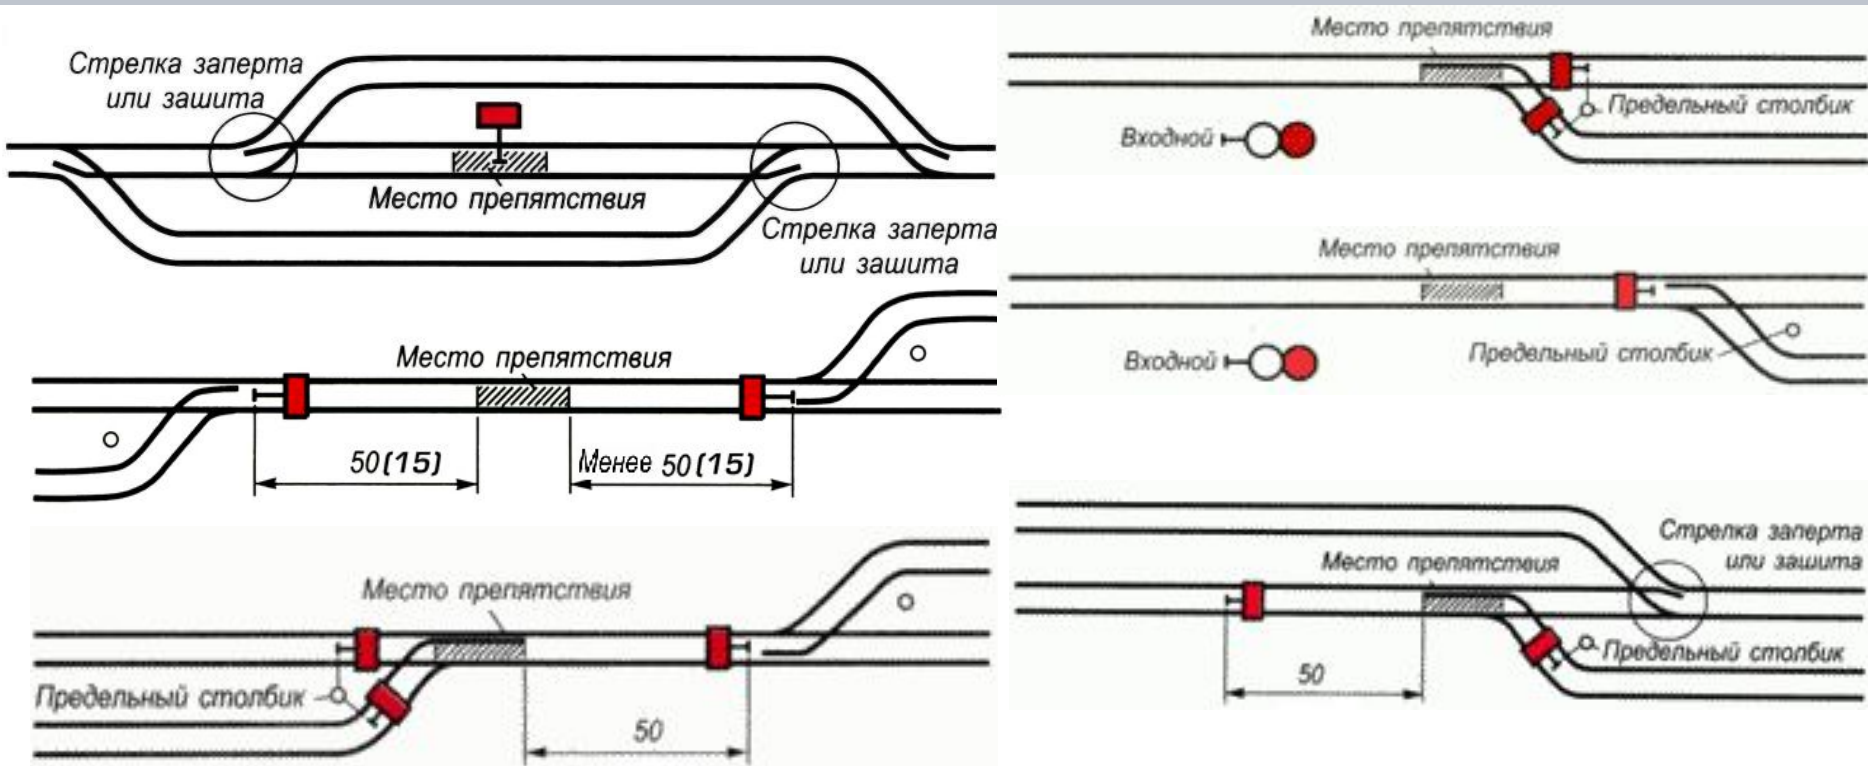 Стрелка заперта
или зашита
Место препятствия
Стрелка заперта
или зашита
Место препятствия
50(15)
Менее 50(15)
Место препятствия
Предельный столбик
50
Место препятствия
Предельный столбик
Входной
Место препятствия
Предельный столбик
Входной
Стрелка заперта
или зашита
Место препятствия
Предельный столбик
50